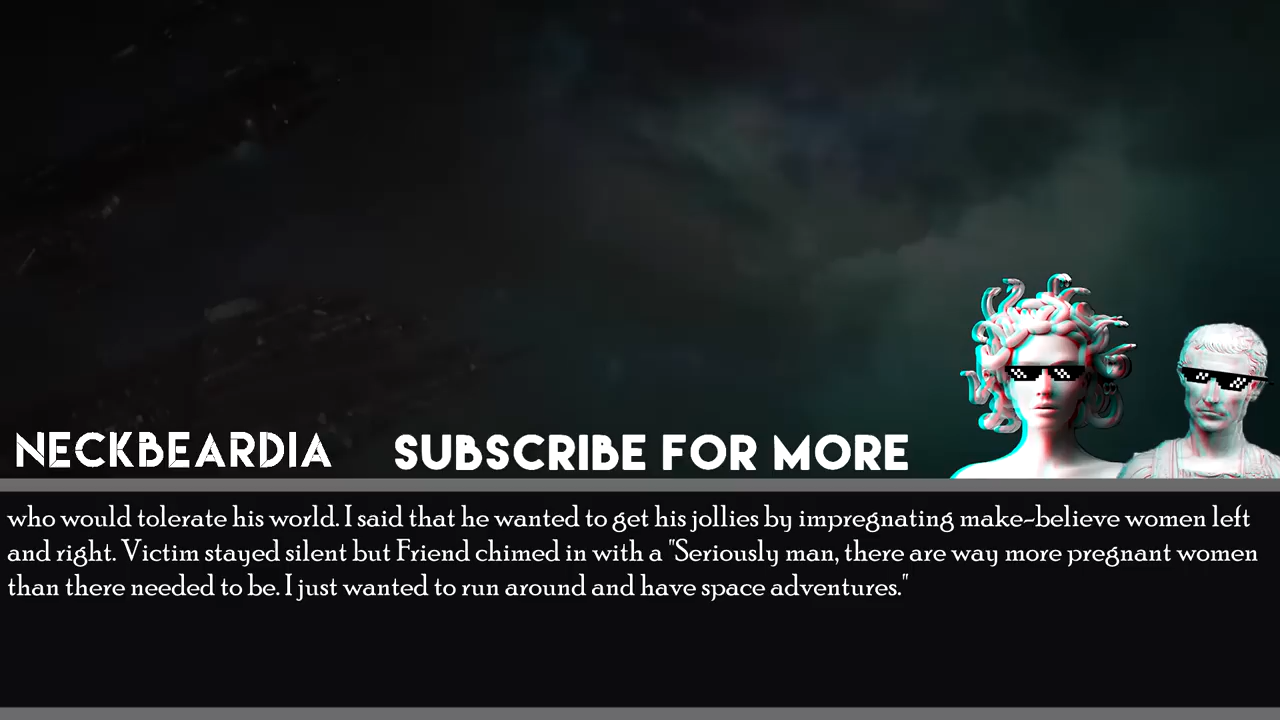 NECKBEARDIA
SUBSCRIBE FOR MORE
who would tolerate his world. I said that he wanted to get his jollies by impregnating make-believe women left
and right. Victim stayed silent but Friend chimed in with a "Seriously man, there are way more pregnant women
than there needed to be. I just wanted to run around and have space adventures."